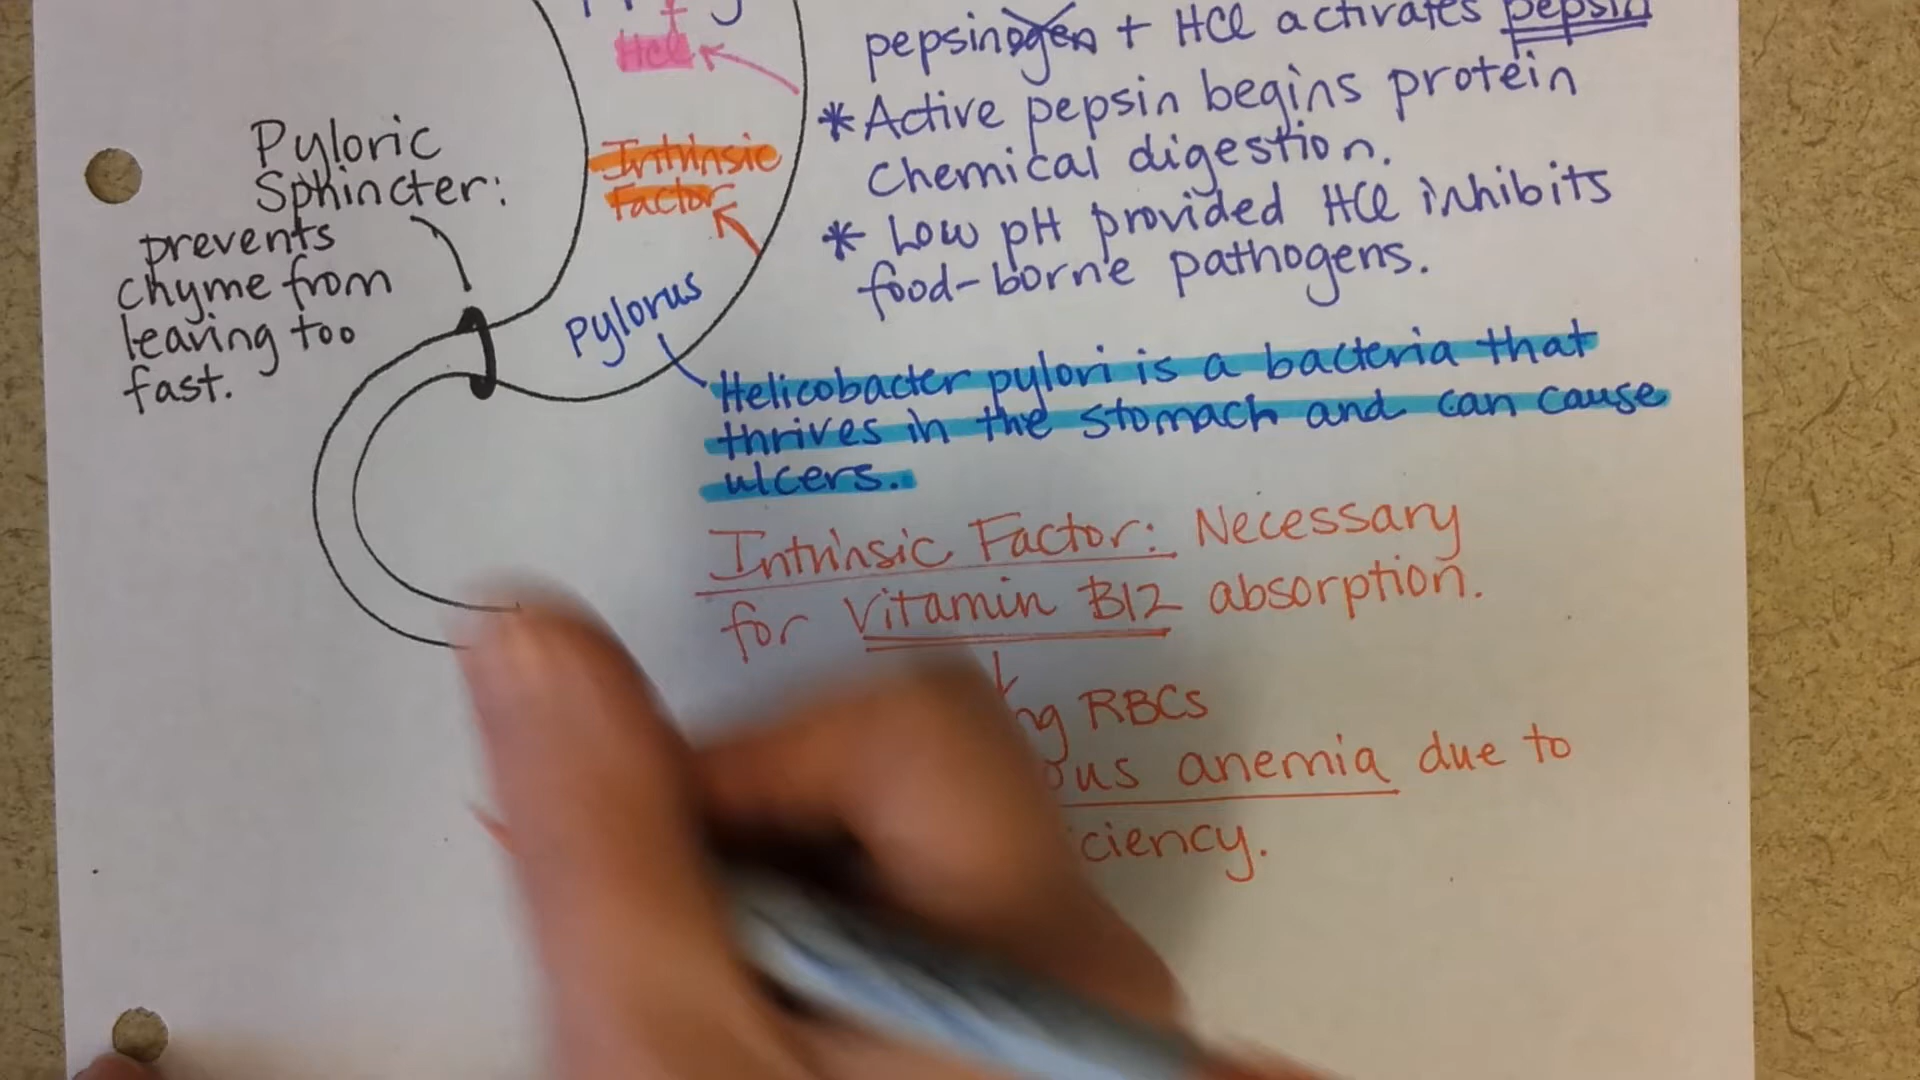 HCl
Intrinsic
Factor
Pylorus
Pyloric
Sphincter:
prevents
chyme from
leaving too
fast.
pepsinogen + HCl activates pepsin
* Active pepsin begins protein
chemical digestion.
* Low pH provided HCl inhibits
food-borne pathogens.
Helicobacter pylori is a bacteria that
thrives in the stomach and can cause
ulcers.
Intrinsic Factor: Necessary
for Vitamin B12 absorption.
RBCs
anemia due to